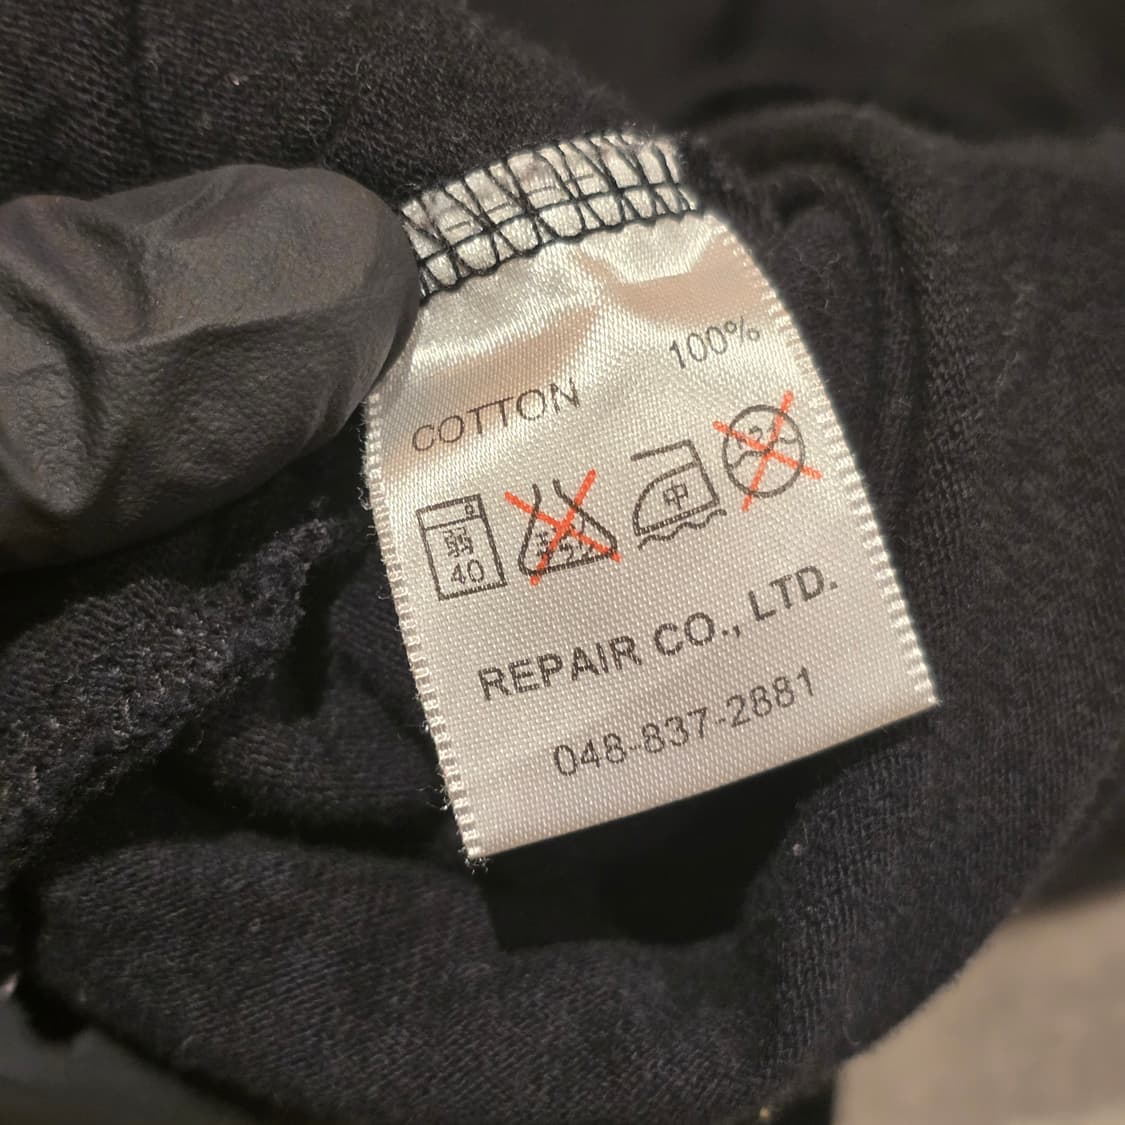 COTTON 100%
弱 40 中
REPAIR CO., LTD.
048-837-2881